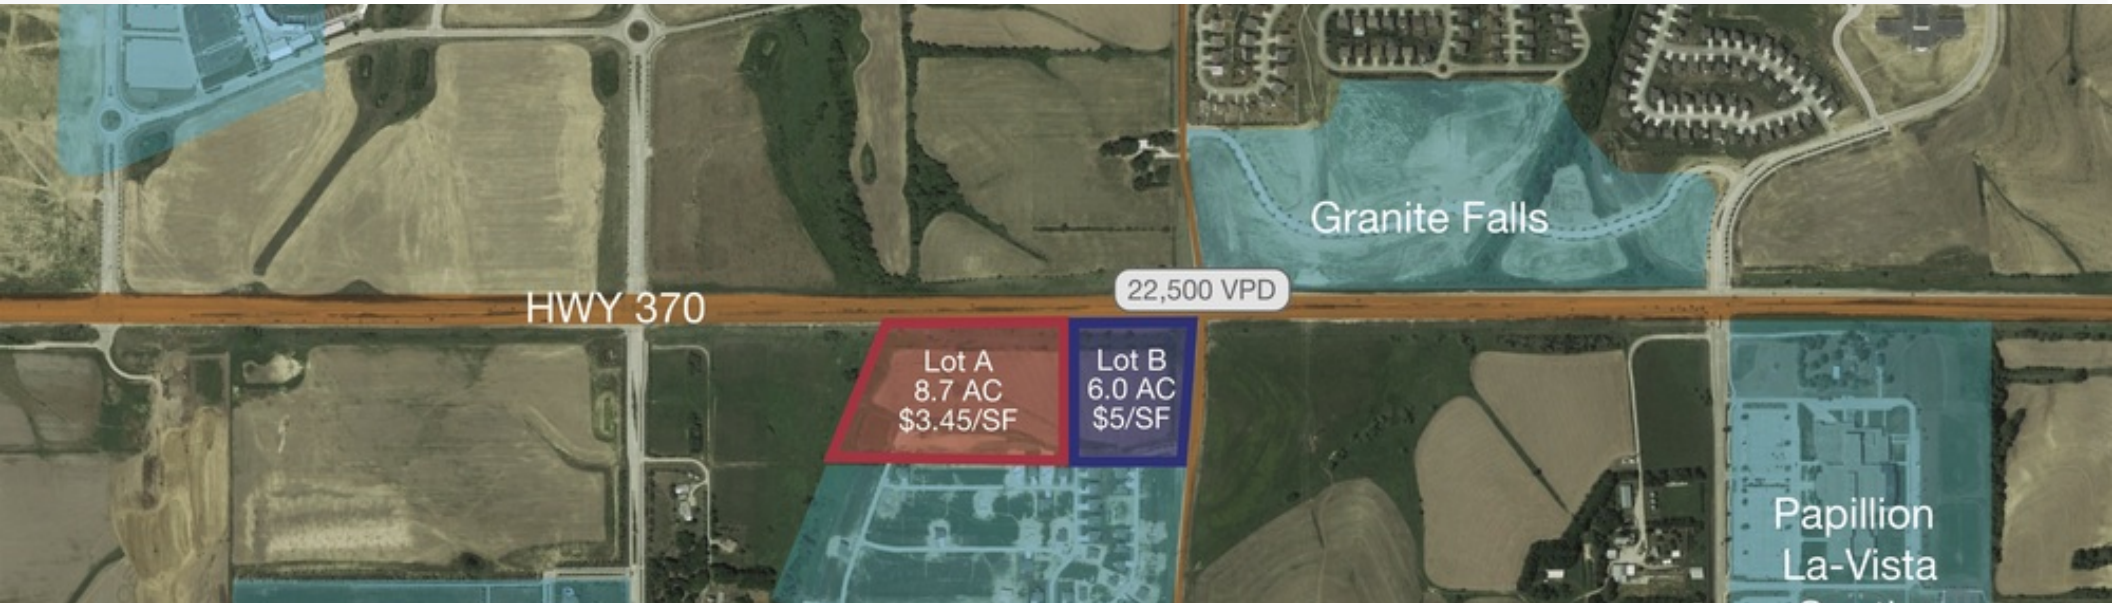 Granite Falls
22,500 VPD
HWY 370
Lot A
8.7 AC
$3.45/SF
Lot B
6.0 AC
$5/SF
Papillion
La-Vista